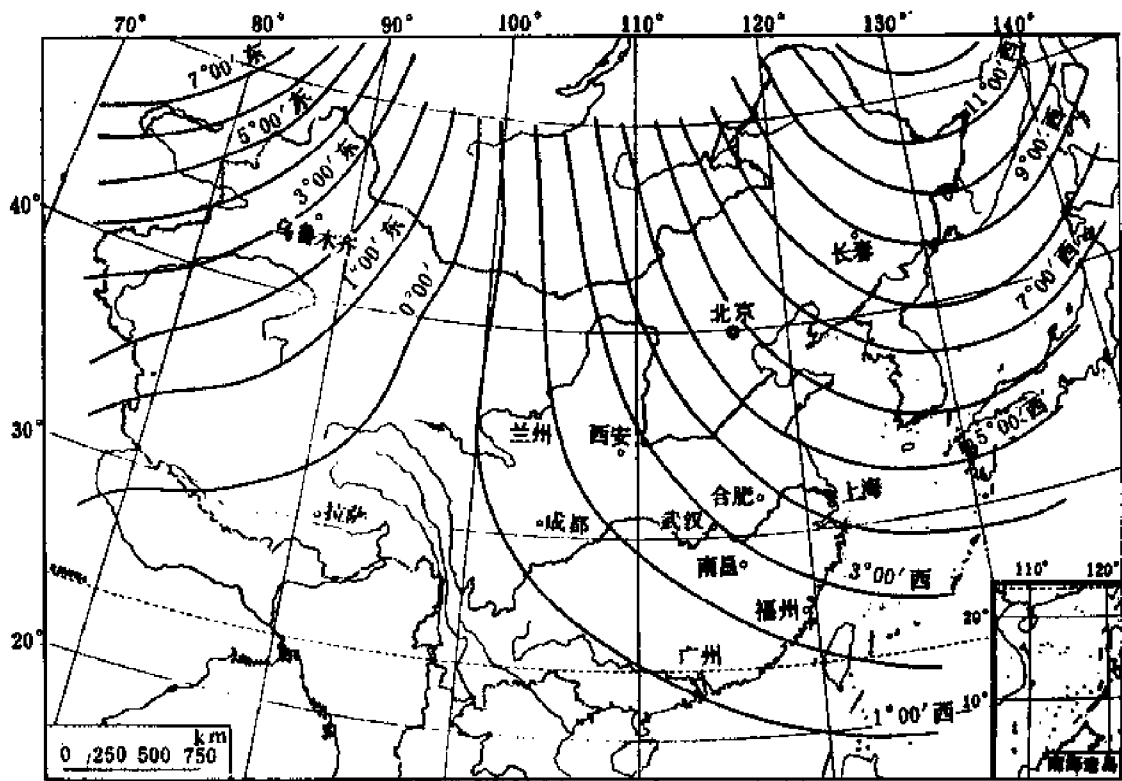 70° 80° 90° 100° 110° 120° 130° 140°
7°00′东
11°00′西
5°00′东
9°00′西
3°00′东
40°
乌鲁木齐
1°00′东
长春
0°00′
7°00′西
北京
30°
兰州
西安
5°00′西
合肥
上海
拉萨
成都
武汉
南昌
3°00′西
110° 120°
福州
20°
20°
广州
10°
1°00′西
km
0 250 500 750
南海诸岛